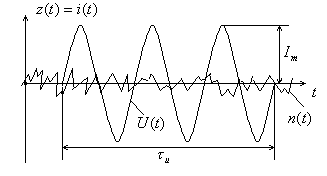 z(t) = i(t)
I_m
t
U(t)
n(t)
τ_u